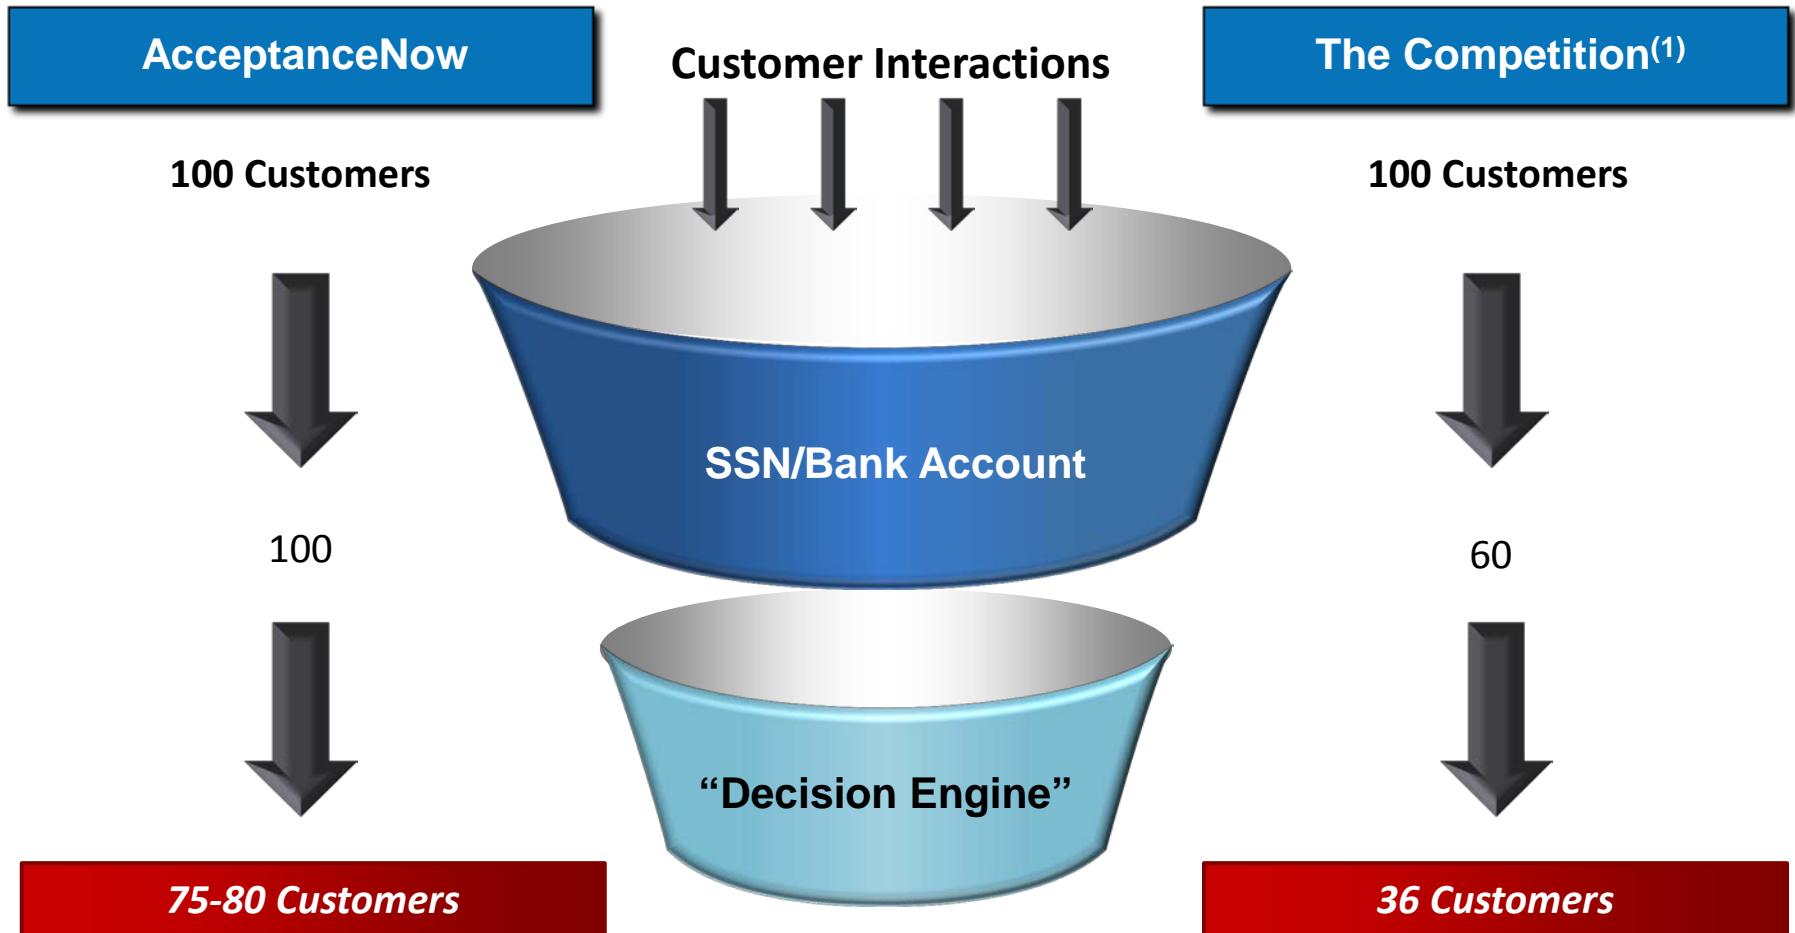 AcceptanceNow
Customer Interactions
The Competition(1)
100 Customers
100 Customers
SSN/Bank Account
100
60
“Decision Engine”
75-80 Customers
36 Customers